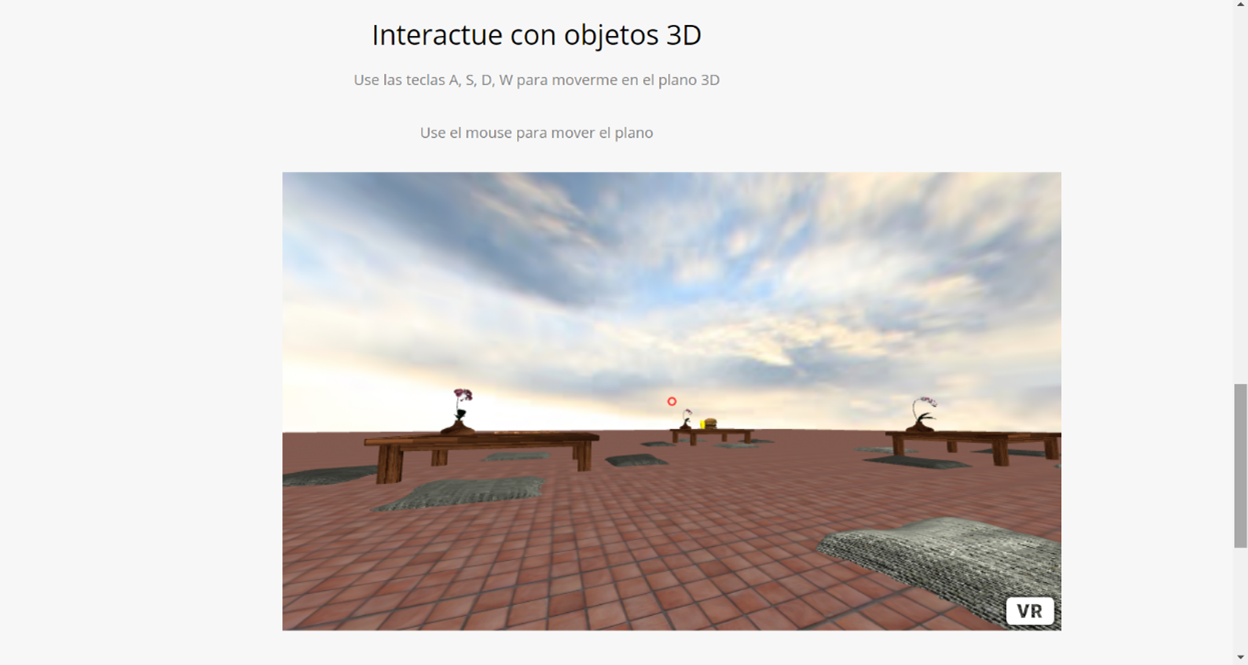 Interactue con objetos 3D
Use las teclas A, S, D, W para moverme en el plano 3D
Use el mouse para mover el plano
VR